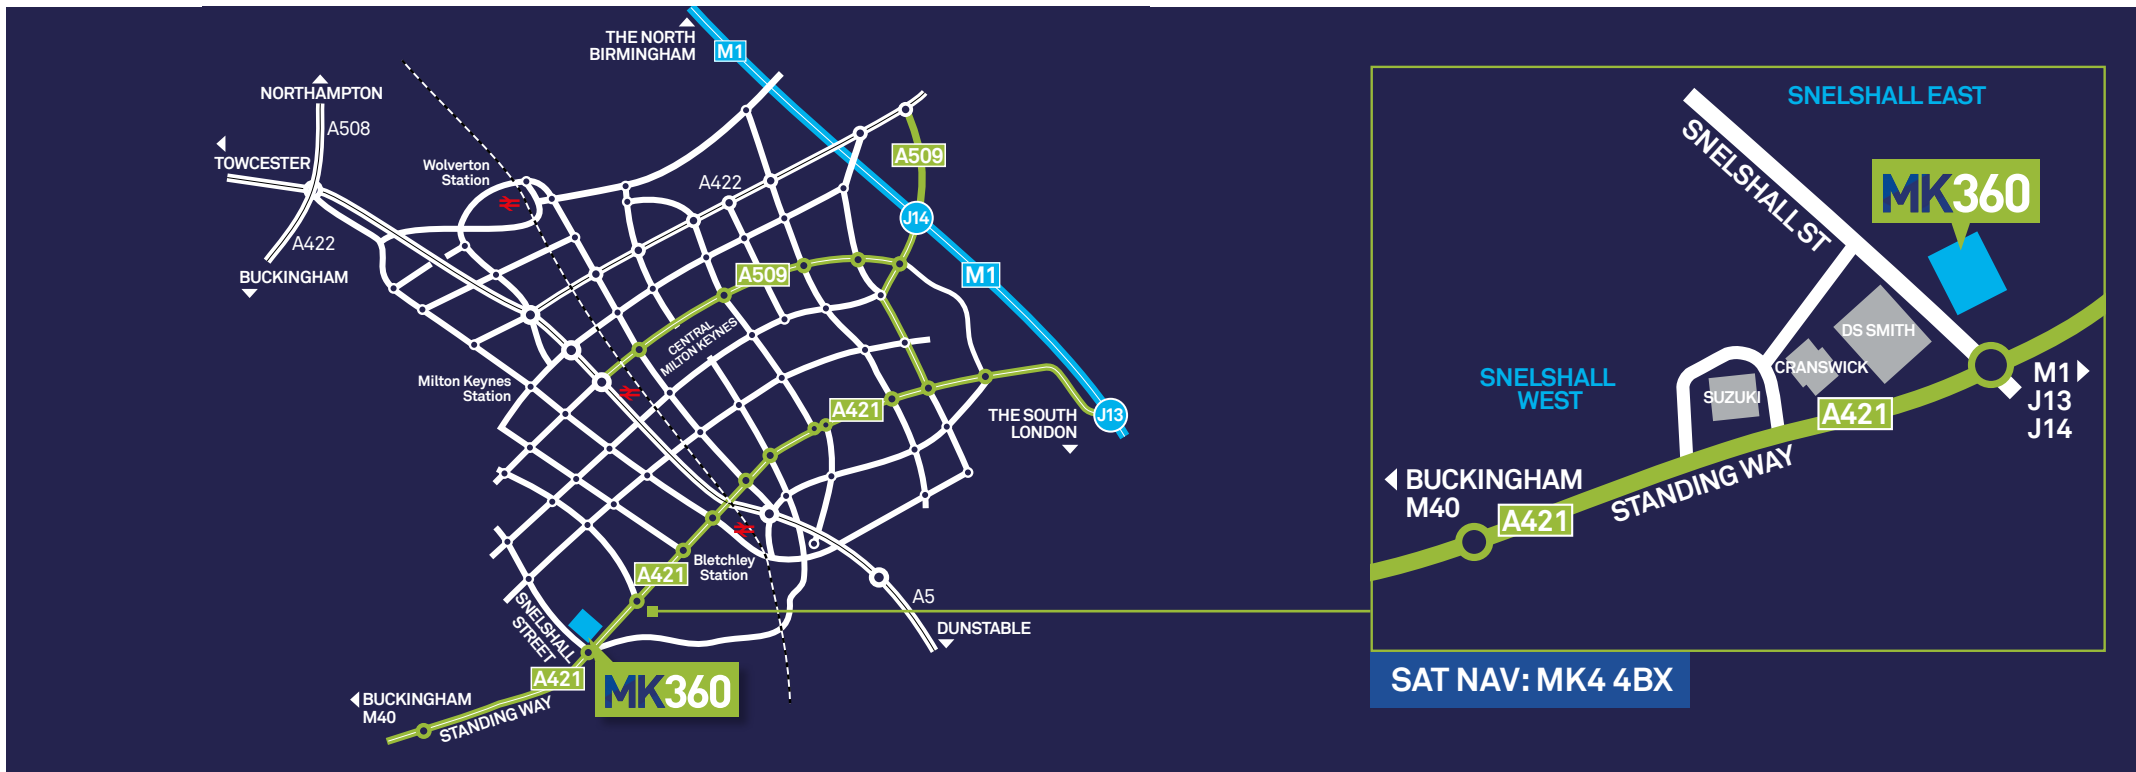 THE NORTH
BIRMINGHAM
M1
NORTHAMPTON
A508
TOWCESTER
A422
BUCKINGHAM
Wolverton
Station
A422
A509
J14
A509
M1
CENTRAL
MILTON KEYNES
Milton Keynes
Station
A421
THE SOUTH
LONDON
J13
Bletchley
Station
A421
A5
DUNSTABLE
SNELSHALL
STREET
A421
MK360
BUCKINGHAM
M40
STANDING WAY
SNELSHALL EAST
SNELSHALL ST
MK360
DS SMITH
CRANSWICK
SUZUKI
SNELSHALL
WEST
A421
M1
J13
J14
BUCKINGHAM
M40
A421
STANDING WAY
SAT NAV: MK4 4BX